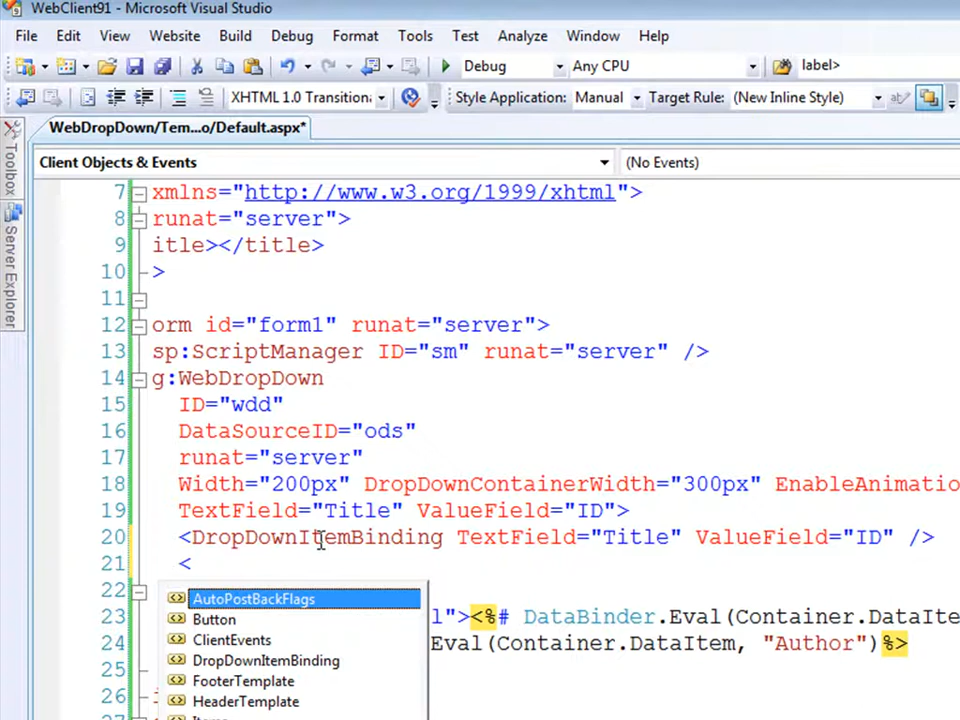 WebClient91 - Microsoft Visual Studio
File Edit View Website Build Debug Format Tools Test Analyze Window Help
Debug Any CPU label>
XHTML 1.0 Transition Style Application: Manual Target Rule: (New Inline Style)
WebDropDown/Tem...o/Default.aspx*
Toolbox
Server Explorer
Client Objects & Events (No Events)
7 xmlns="http://www.w3.org/1999/xhtml">
8 runat="server">
9 itle></title>
10 >
11
12 orm id="form1" runat="server">
13 sp:ScriptManager ID="sm" runat="server" />
14 g:WebDropDown
15 ID="wdd"
16 DataSourceID="ods"
17 runat="server"
18 Width="200px" DropDownContainerWidth="300px" EnableAnimatio
19 TextField="Title" ValueField="ID">
20 <DropDownItemBinding TextField="Title" ValueField="ID" />
21 <
22
23 l"><%# DataBinder.Eval(Container.DataIte
24 Eval(Container.DataItem, "Author")%>
25
26
AutoPostBackFlags
Button
ClientEvents
DropDownItemBinding
FooterTemplate
HeaderTemplate